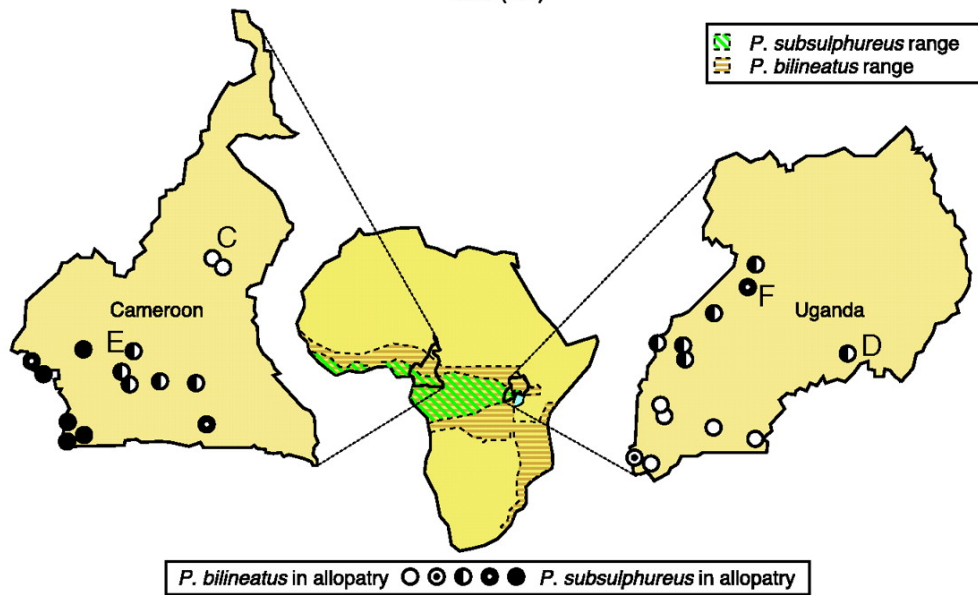 P. subsulphureus range
P. bilineatus range
C
Cameroon
E
F
Uganda
D
P. bilineatus in allopatry
P. subsulphureus in allopatry